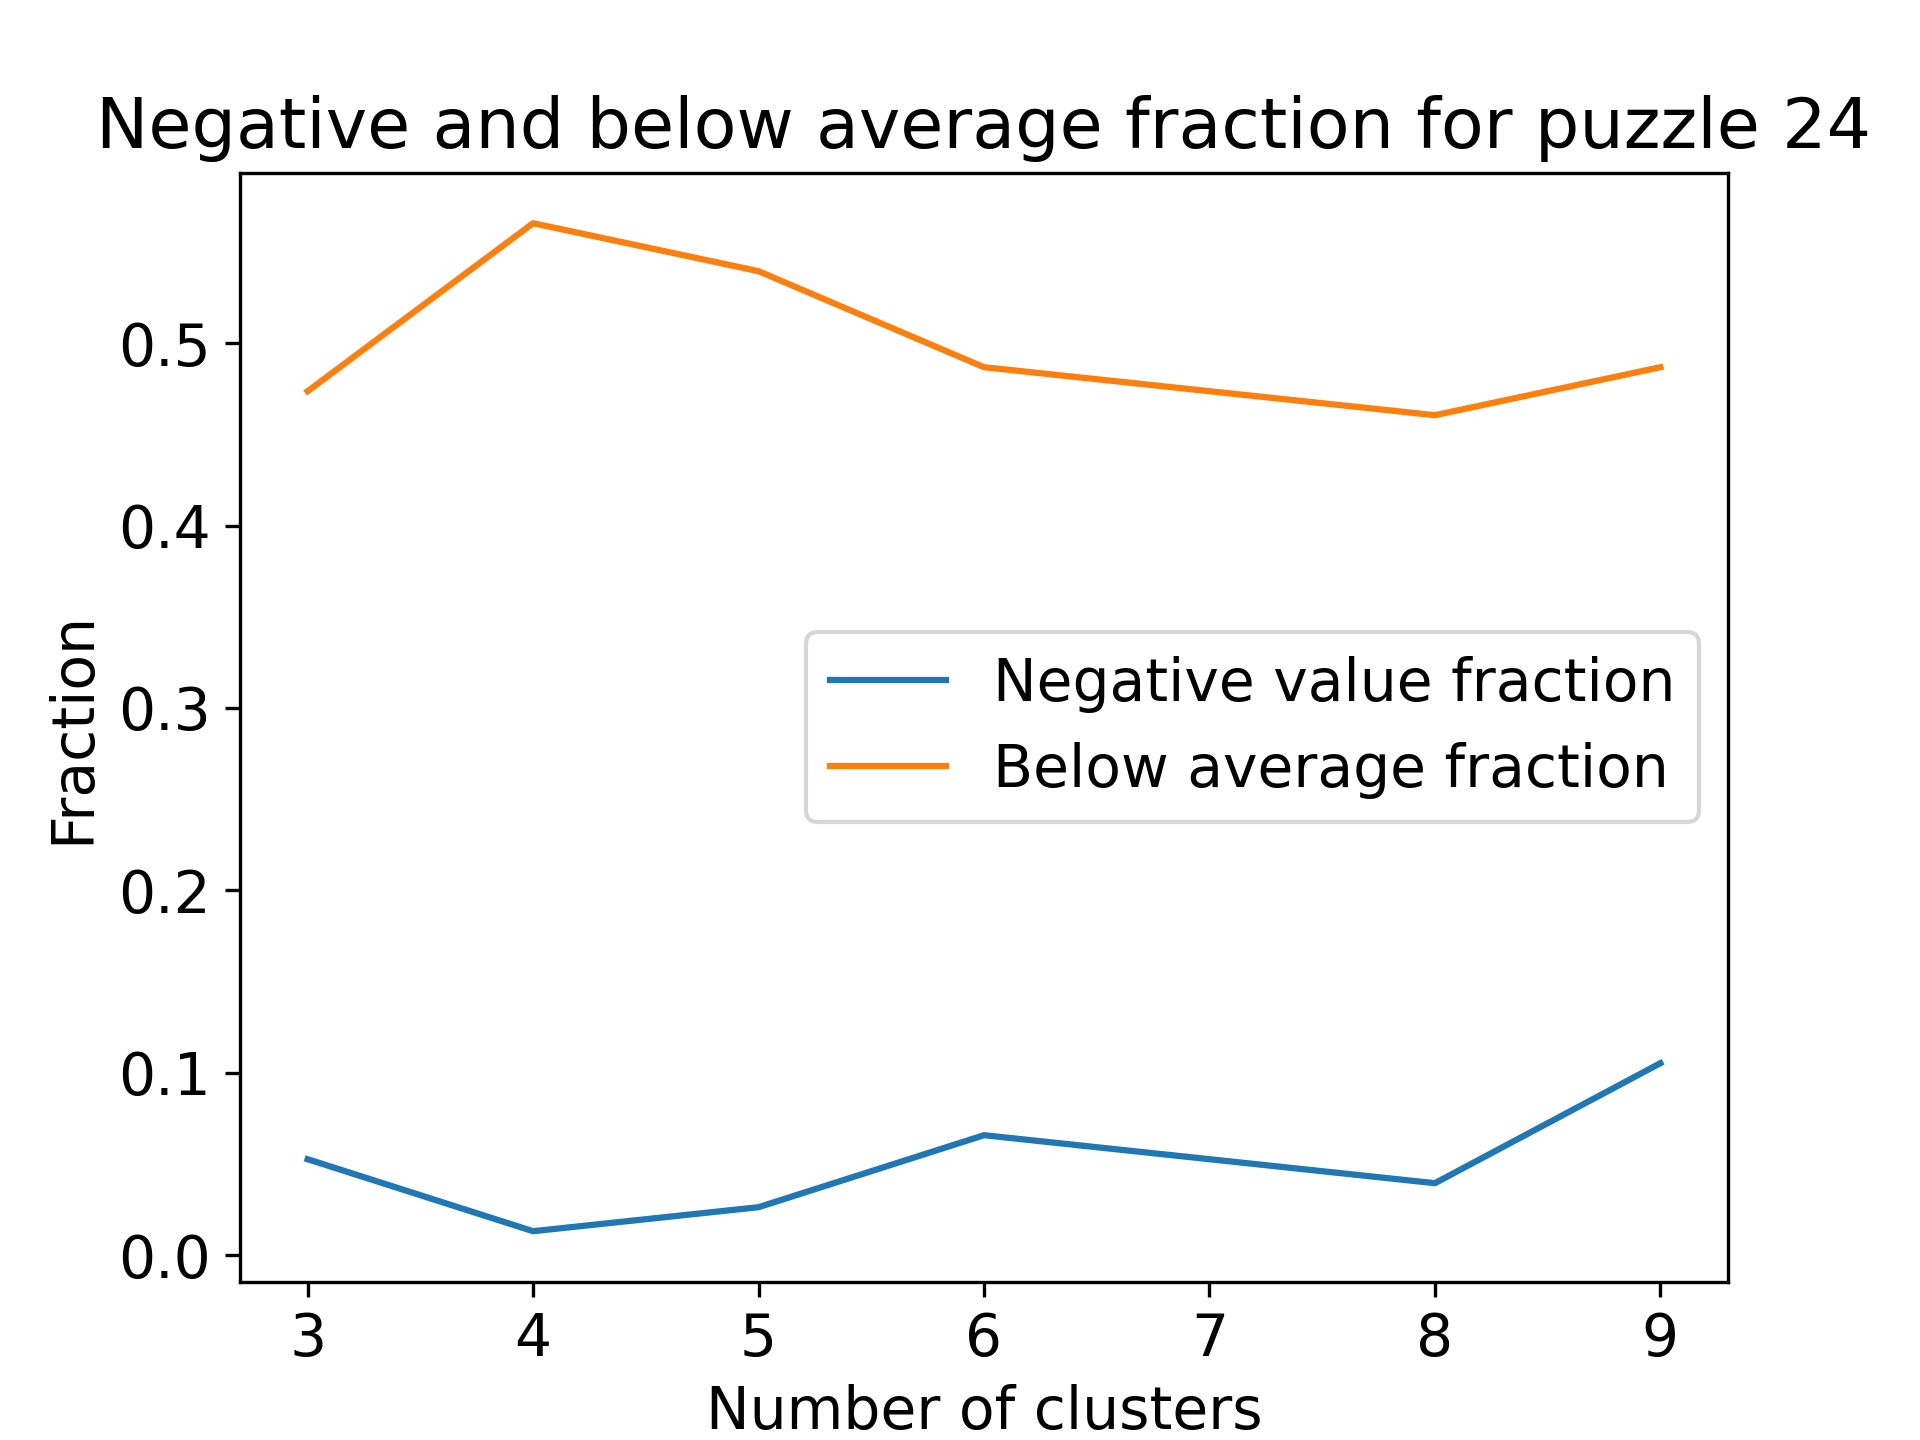 Negative and below average fraction for puzzle 24
0.5
0.4
0.3
0.2
0.1
0.0
Fraction
Negative value fraction
Below average fraction
3 4 5 6 7 8 9
Number of clusters